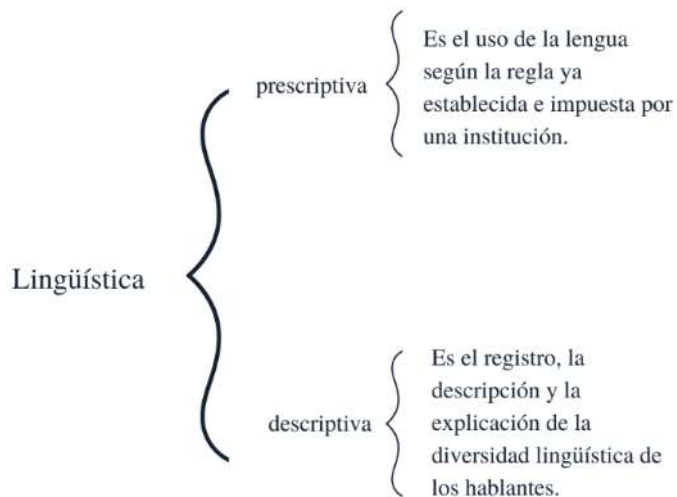 Lingüística
prescriptiva
Es el uso de la lengua
según la regla ya
establecida e impuesta por
una institución.
descriptiva
Es el registro, la
descripción y la
explicación de la
diversidad lingüística de
los hablantes.